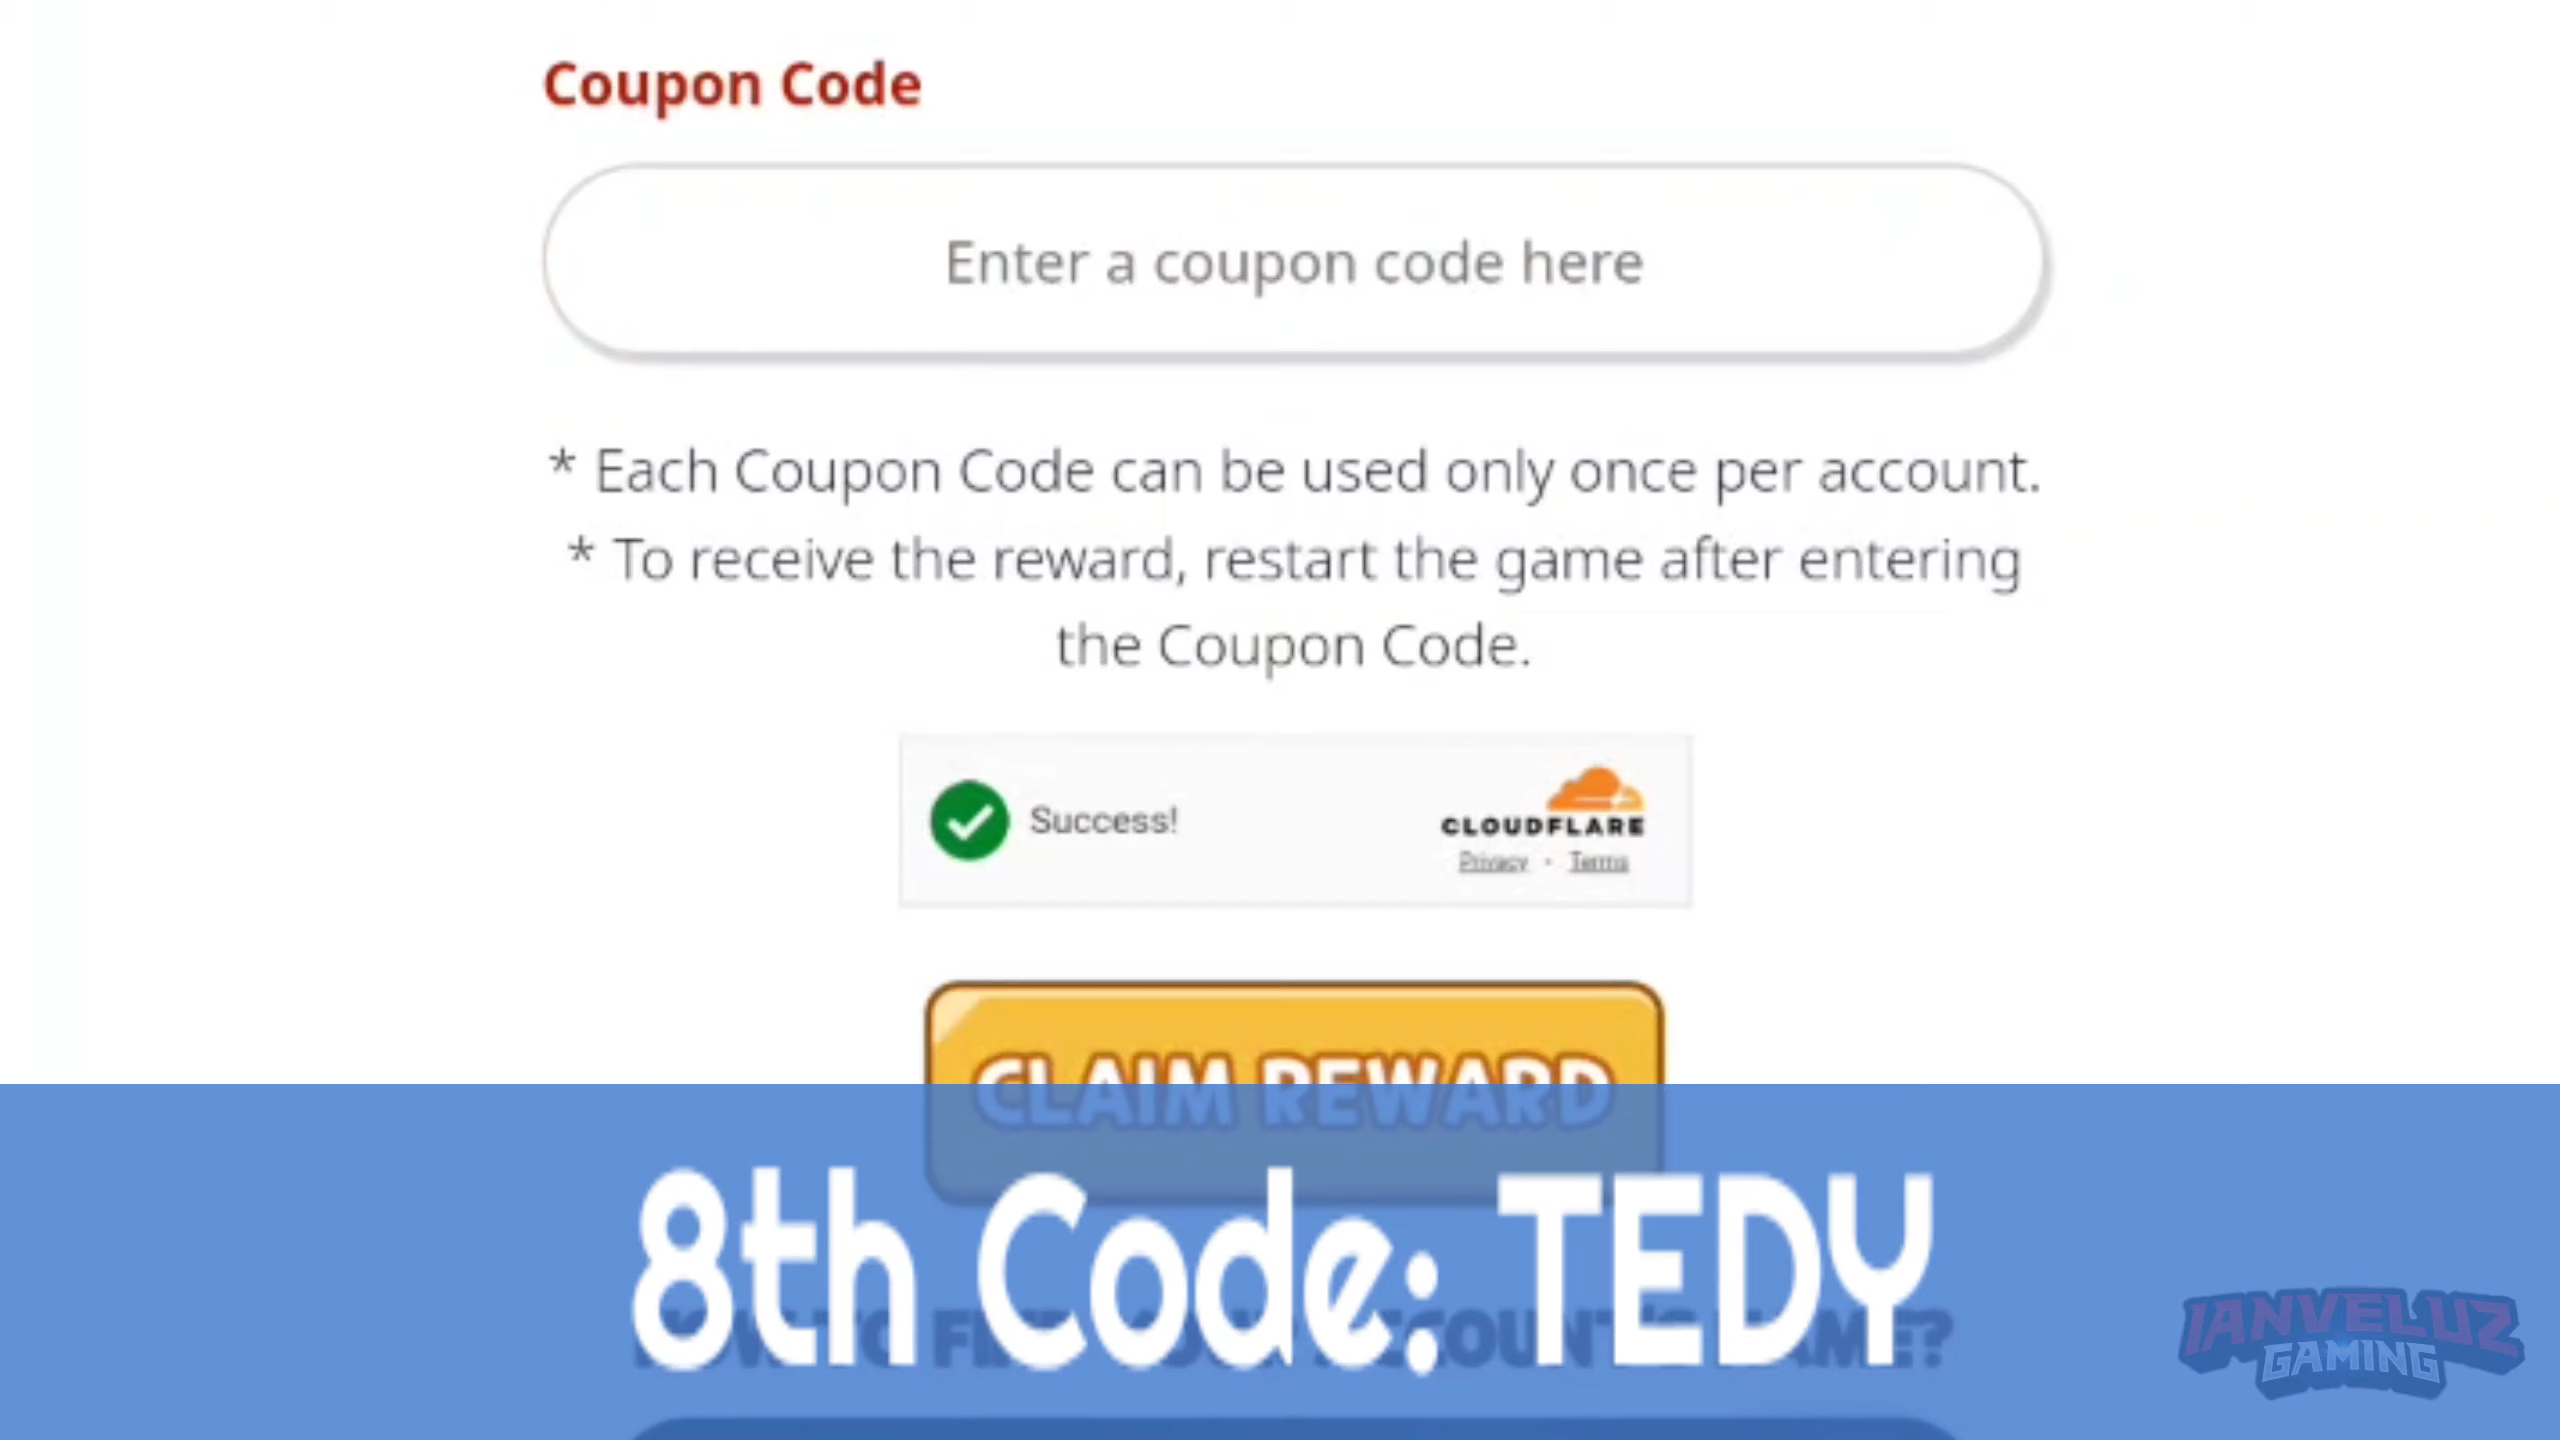 Coupon Code
Enter a coupon code here
* Each Coupon Code can be used only once per account.
* To receive the reward, restart the game after entering
the Coupon Code.
Success!
CLOUDFLARE
Privacy · Terms
CLAIM REWARD
8th Code: TEDY
IANVELUZ
GAMING